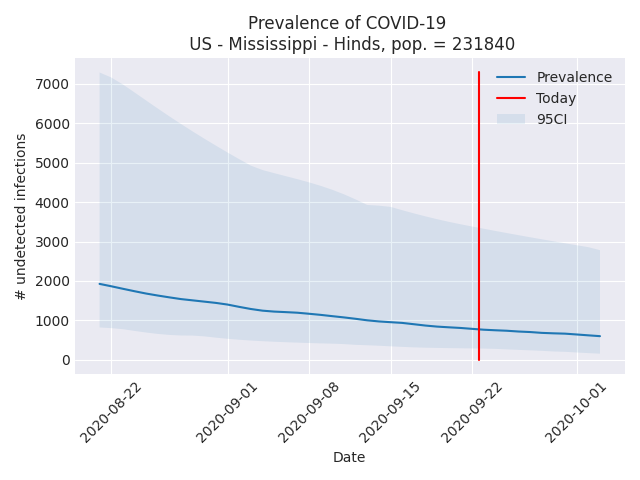 Prevalence of COVID-19
US - Mississippi - Hinds, pop. = 231840
Prevalence
Today
95CI
# undetected infections
7000
6000
5000
4000
3000
2000
1000
0
2020-08-22
2020-09-01
2020-09-08
2020-09-15
2020-09-22
2020-10-01
Date